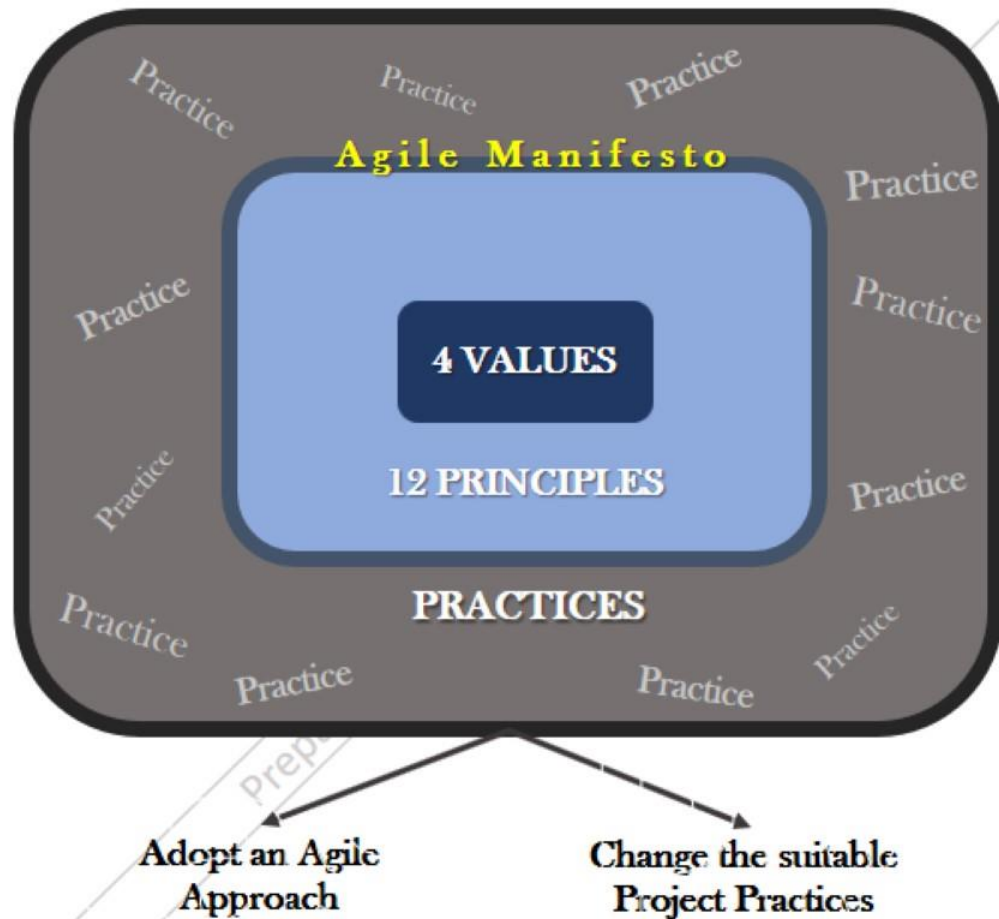 Practice
Practice
Practice
Agile Manifesto
Practice
Practice
Practice
4 VALUES
Practice
12 PRINCIPLES
Practice
PRACTICES
Practice
Practice
Practice
Practice
Adopt an Agile
Approach
Change the suitable
Project Practices